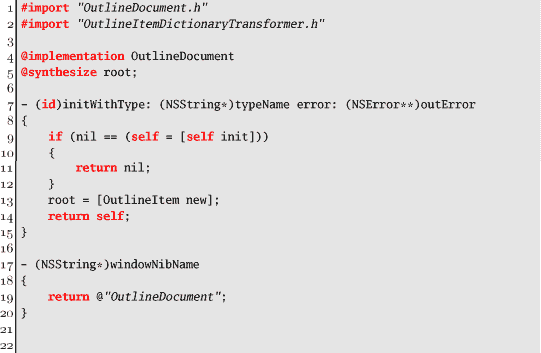 1 #import "OutlineDocument.h"
2 #import "OutlineItemDictionaryTransformer.h"
3
4 @implementation OutlineDocument
5 @synthesize root;
6
7 - (id)initWithType: (NSString*)typeName error: (NSError**)outError
8 {
9     if (nil == (self = [self init]))
10     {
11         return nil;
12     }
13     root = [OutlineItem new];
14     return self;
15 }
16
17 - (NSString*)windowNibName
18 {
19     return @"OutlineDocument";
20 }
21
22